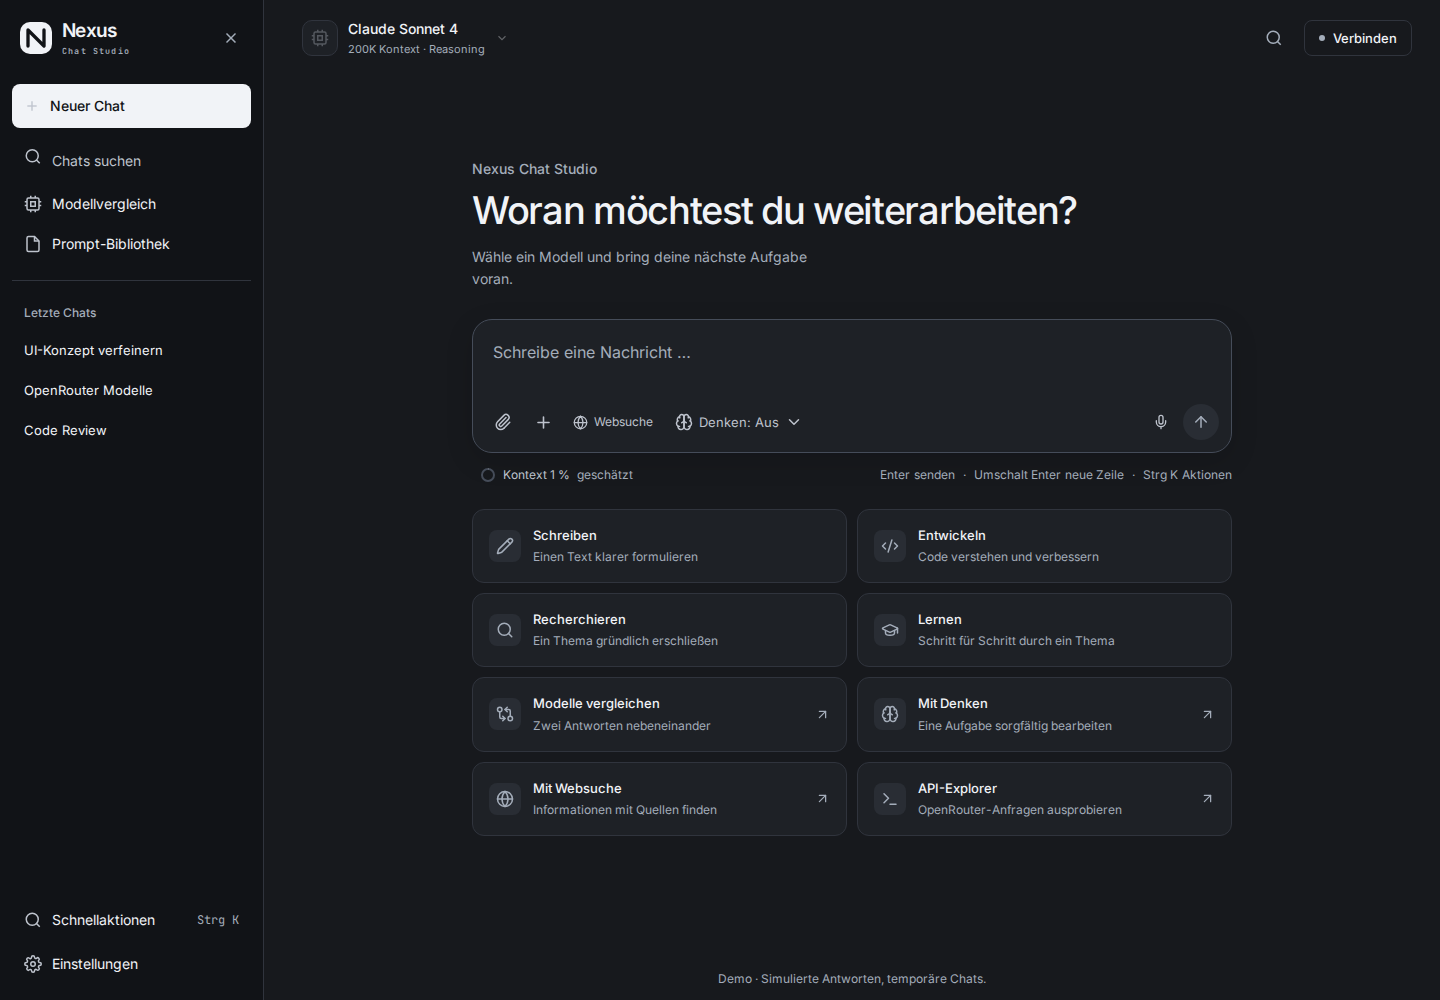 Nexus
Chat Studio
Neuer Chat
Chats suchen
Modellvergleich
Prompt-Bibliothek
Letzte Chats
UI-Konzept verfeinern
OpenRouter Modelle
Code Review
Schnellaktionen Strg K
Einstellungen
Claude Sonnet 4
200K Kontext · Reasoning
Verbinden
Nexus Chat Studio
Woran möchtest du weiterarbeiten?
Wähle ein Modell und bring deine nächste Aufgabe
voran.
Schreibe eine Nachricht ...
Websuche Denken: Aus
Kontext 1 % geschätzt
Enter senden · Umschalt Enter neue Zeile · Strg K Aktionen
Schreiben
Einen Text klarer formulieren
Entwickeln
Code verstehen und verbessern
Recherchieren
Ein Thema gründlich erschließen
Lernen
Schritt für Schritt durch ein Thema
Modelle vergleichen
Zwei Antworten nebeneinander
Mit Denken
Eine Aufgabe sorgfältig bearbeiten
Mit Websuche
Informationen mit Quellen finden
API-Explorer
OpenRouter-Anfragen ausprobieren
Demo · Simulierte Antworten, temporäre Chats.